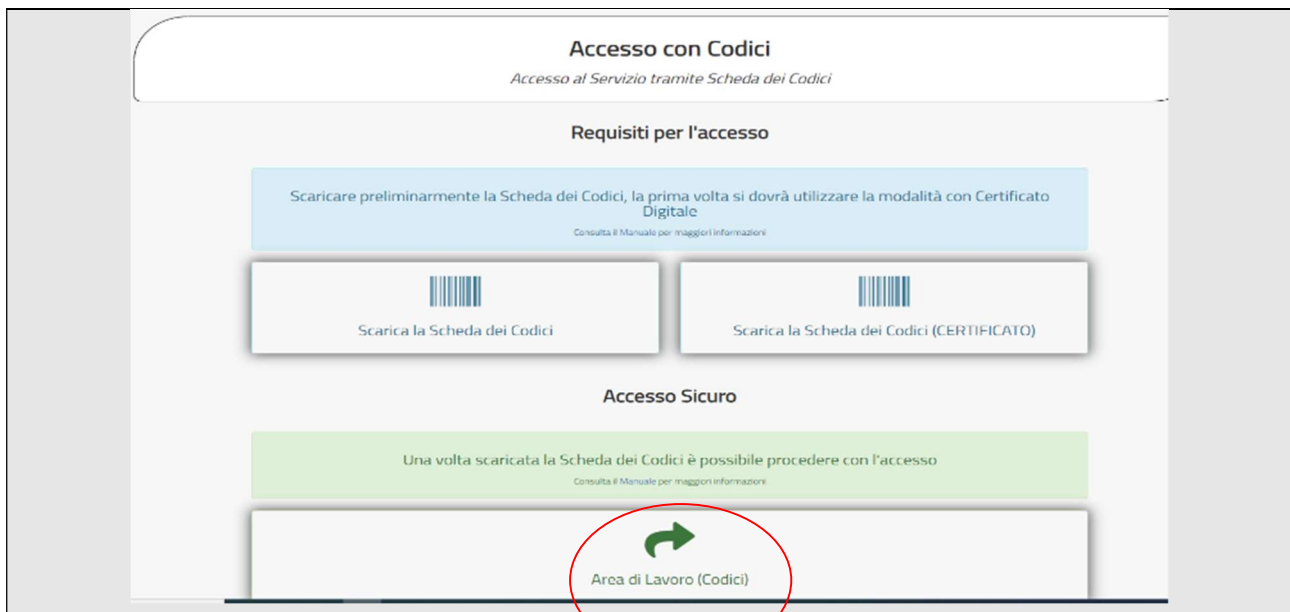 Accesso con Codici
Accesso al Servizio tramite Scheda dei Codici
Requisiti per l'accesso
Scaricare preliminarmente la Scheda dei Codici, la prima volta si dovrà utilizzare la modalità con Certificato
Digitale
Consulta il Manuale per maggiori informazioni
Scarica la Scheda dei Codici
Scarica la Scheda dei Codici (CERTIFICATO)
Accesso Sicuro
Una volta scaricata la Scheda dei Codici è possibile procedere con l'accesso
Consulta il Manuale per maggiori informazioni
Area di Lavoro (Codici)